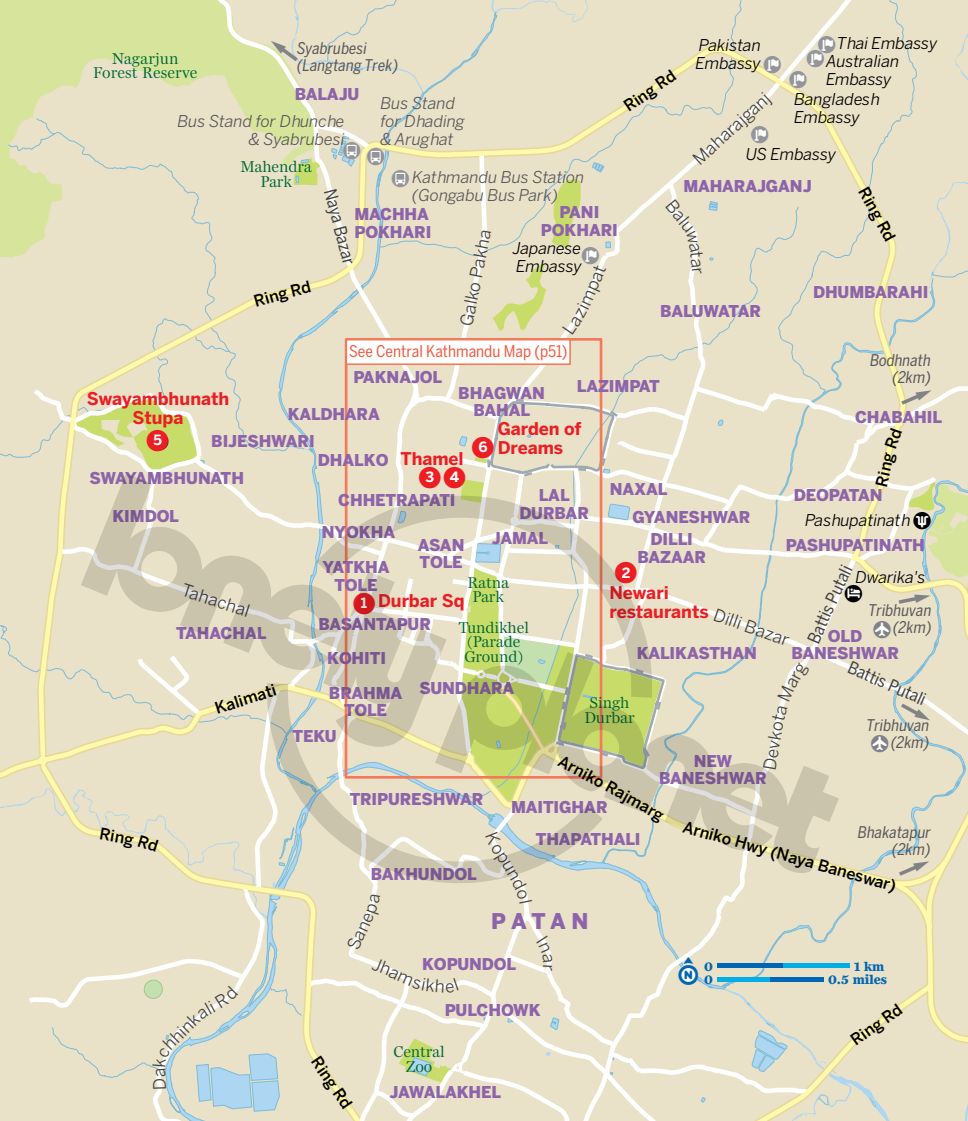 Nagarjun
Forest Reserve
Syabrubesi
(Langtang Trek)
BALAJU
Bus Stand for Dhunche
& Syabrubesi
Bus Stand
for Dhading
& Arughat
Mahendra
Park
Kathmandu Bus Station
(Gongabu Bus Park)
Naya Bazar
MACHHA
POKHARI
Ring Rd
Pakistan
Embassy
Thai Embassy
Australian
Embassy
Bangladesh
Embassy
Maharajganj
US Embassy
MAHARAJGANJ
Ring Rd
PANI
POKHARI
Japanese
Embassy
Baluwatar
Galko Pakha
Lazimpat
Ring Rd
DHUMBARAHI
BALUWATAR
See Central Kathmandu Map (p51)
Bodhnath
(2km)
PAKNAJOL
BHAGWAN
BAHAL
LAZIMPAT
Swayambhunath
Stupa
5
KALDHARA
BIJESHWARI
DHALKO
Thamel
3
4
6
Garden of
Dreams
CHABAHIL
Ring Rd
SWAYAMBHUNATH
CHHETRAPATI
LAL
DURBAR
NAXAL
DEOPATAN
KIMDOL
GYANESHWAR
Pashupatinath
NYOKHA
ASAN
TOLE
JAMAL
DILLI
BAZAAR
PASHUPATINATH
YATKHA
TOLE
Ratna
Park
2
Newari
restaurants
Dwarika's
Tahachal
1
Durbar Sq
Dilli Bazar
Battis Putali
Tribhuvan
(2km)
TAHACHAL
BASANTAPUR
Tundikhel
(Parade
Ground)
OLD
BANESHWAR
KOHITI
KALIKASTHAN
SUNDHARA
Battis Putali
Kalimati
BRAHMA
TOLE
Singh
Durbar
Devkota Marg
Tribhuvan
(2km)
TEKU
NEW
BANESHWAR
Arniko Rajmarg
TRIPURESHWAR
MAITIGHAR
Arniko Hwy (Naya Baneswar)
Bhakatapur
(2km)
Ring Rd
THAPATHALI
BAKHUNDOL
Kopundol
Sanepa
PATAN
Inar
KOPUNDOL
Jhamsikhel
N
0
1 km
0
0.5 miles
Dakchhinkali Rd
PULCHOWK
Ring Rd
Central
Zoo
Ring Rd
JAWALAKHEL
lonely planet